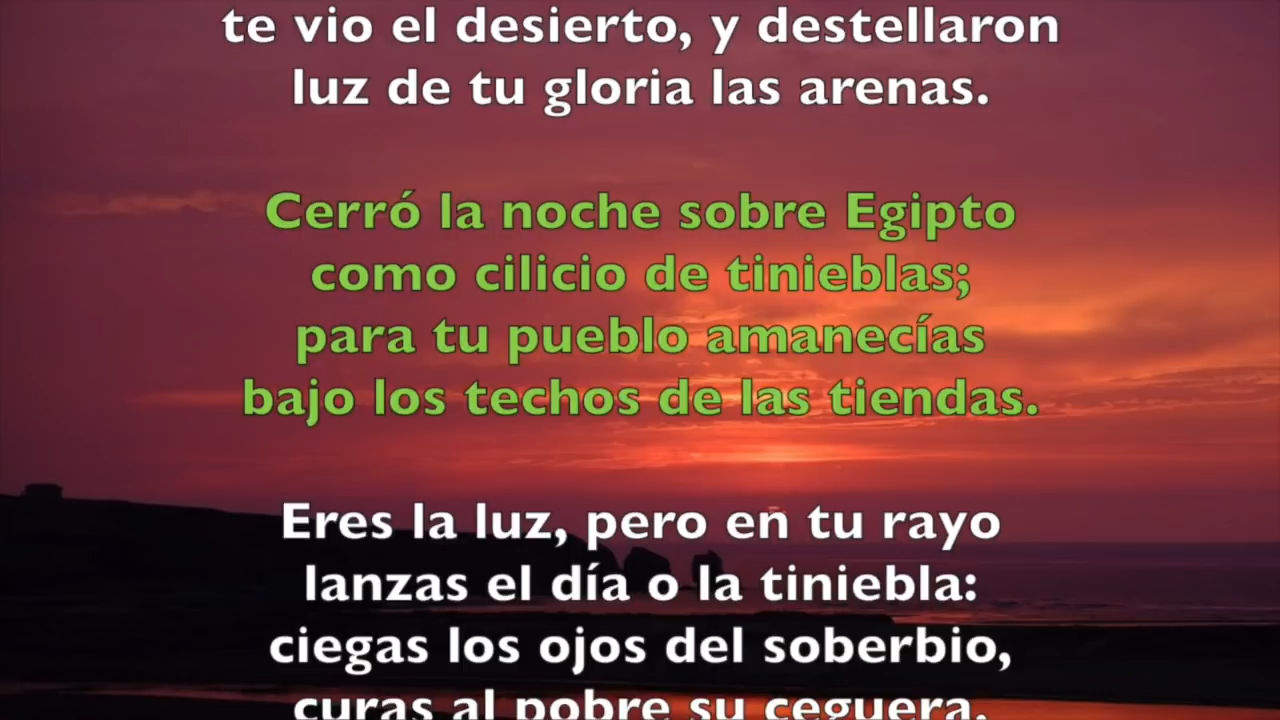 te vio el desierto, y destellaron
luz de tu gloria las arenas.
Cerró la noche sobre Egipto
como cilicio de tinieblas;
para tu pueblo amanecías
bajo los techos de las tiendas.
Eres la luz, pero en tu rayo
lanzas el día o la tiniebla:
ciegas los ojos del soberbio,
curas al pobre su ceguera.